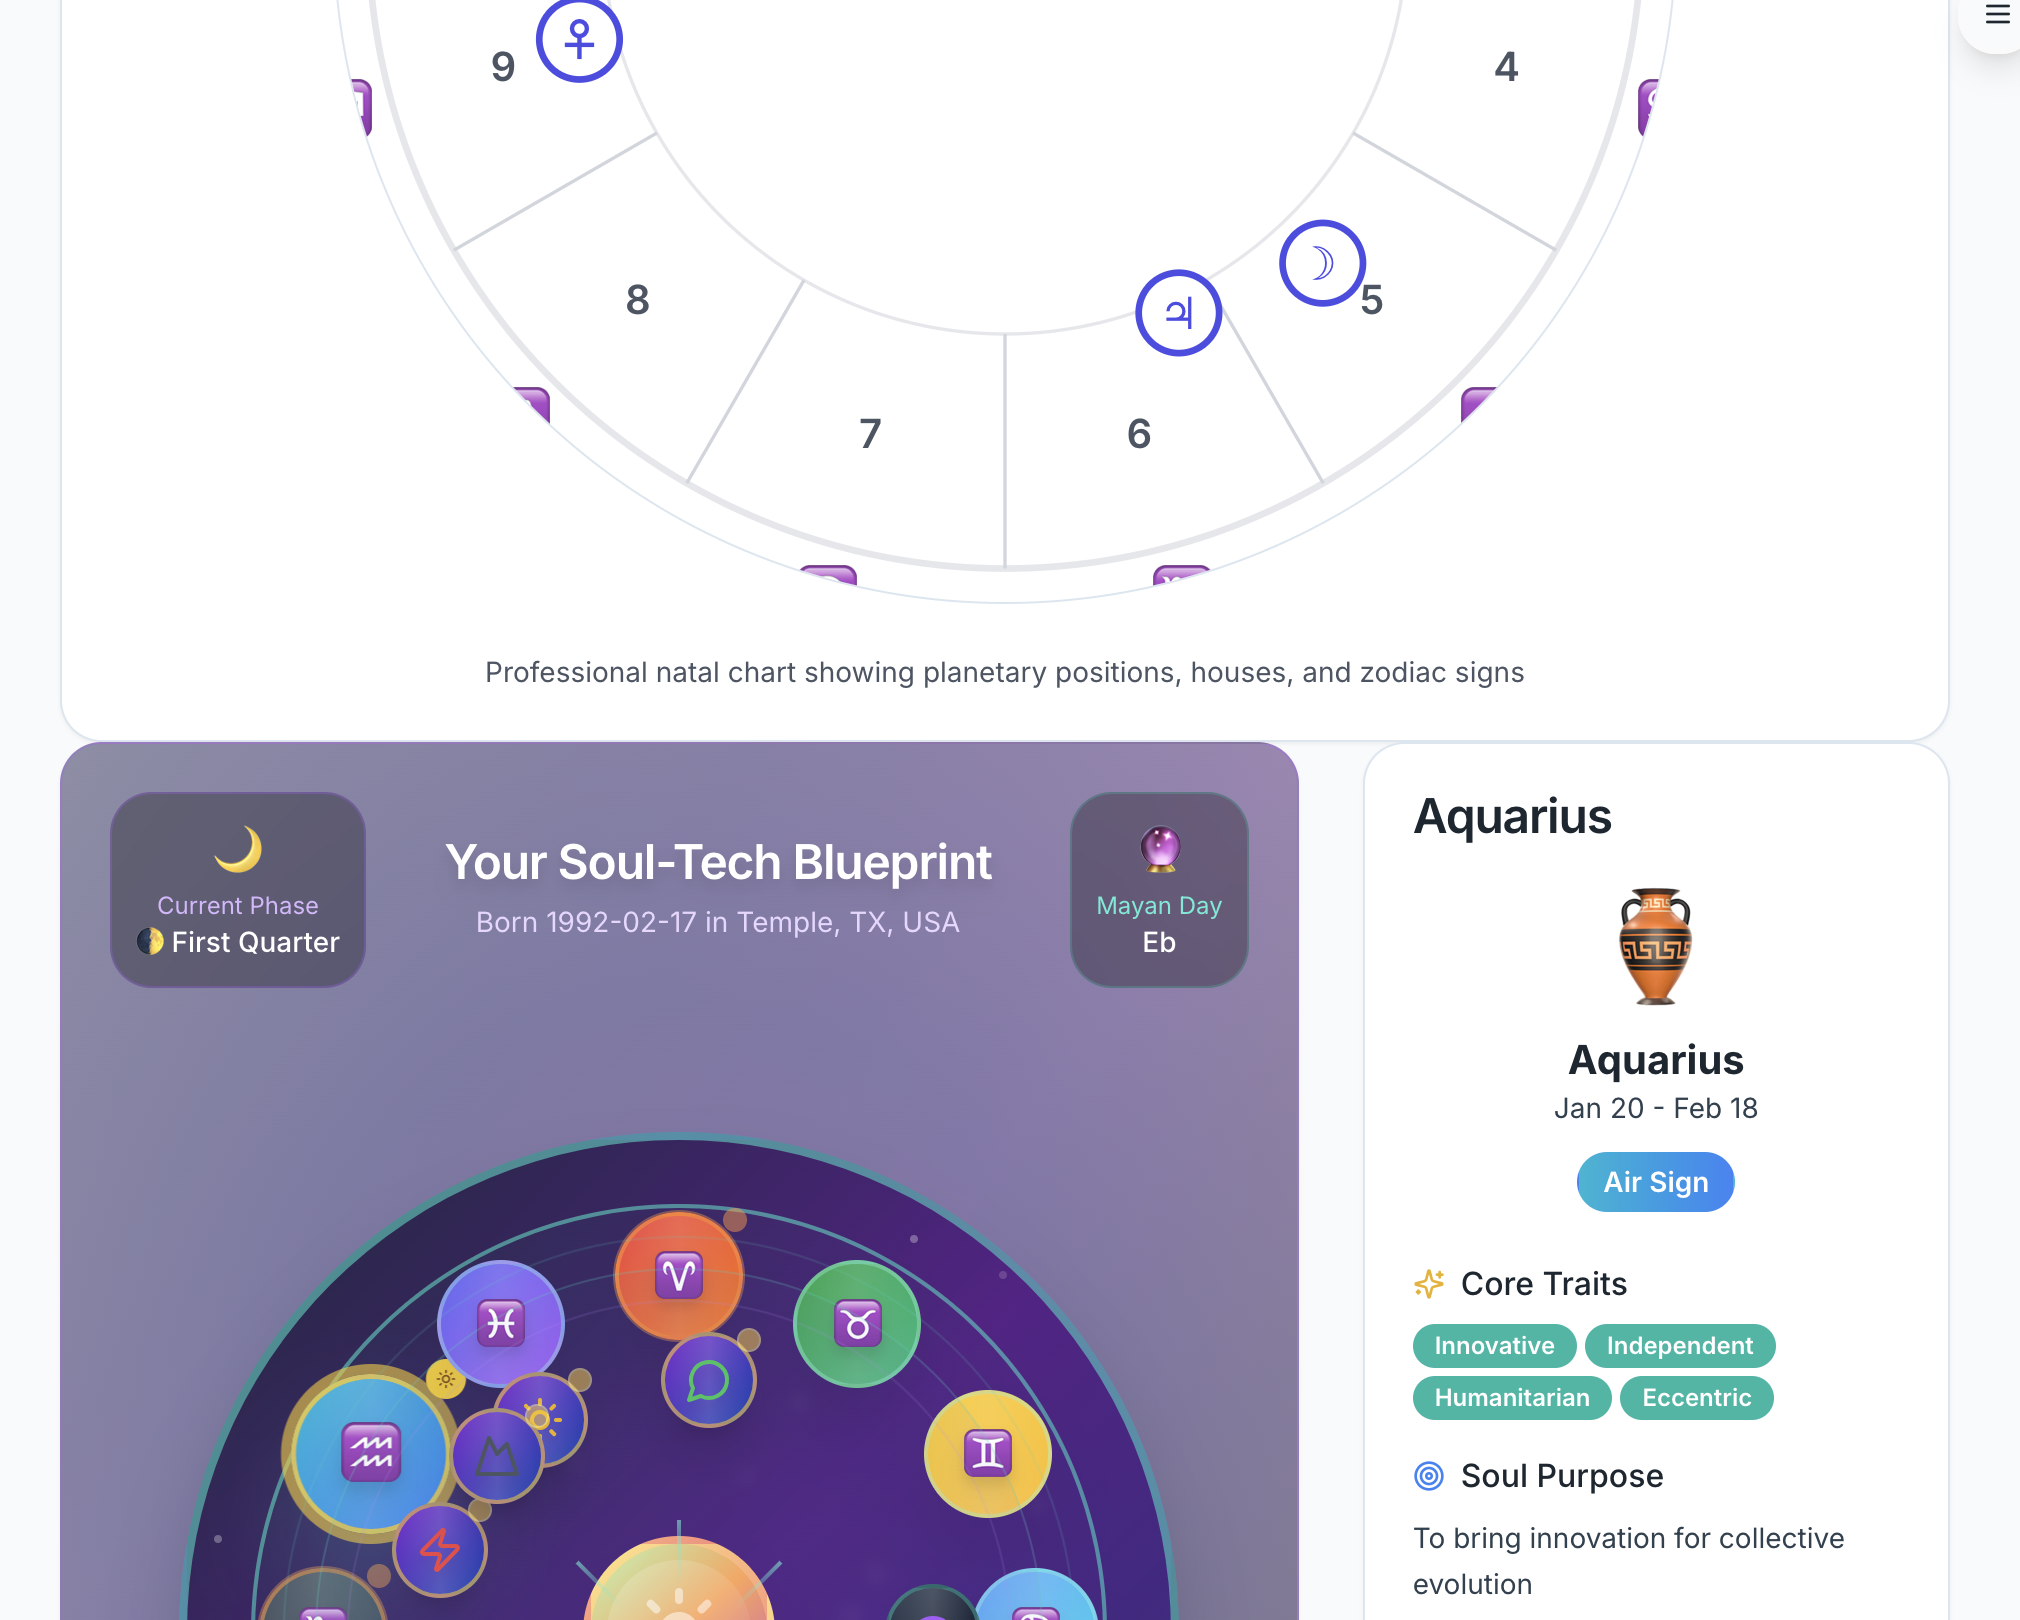 9
4
8
5
7
6
Professional natal chart showing planetary positions, houses, and zodiac signs
Current Phase
First Quarter
Your Soul-Tech Blueprint
Born 1992-02-17 in Temple, TX, USA
Mayan Day
Eb
Aquarius
Aquarius
Jan 20 - Feb 18
Air Sign
Core Traits
Innovative
Independent
Humanitarian
Eccentric
Soul Purpose
To bring innovation for collective
evolution